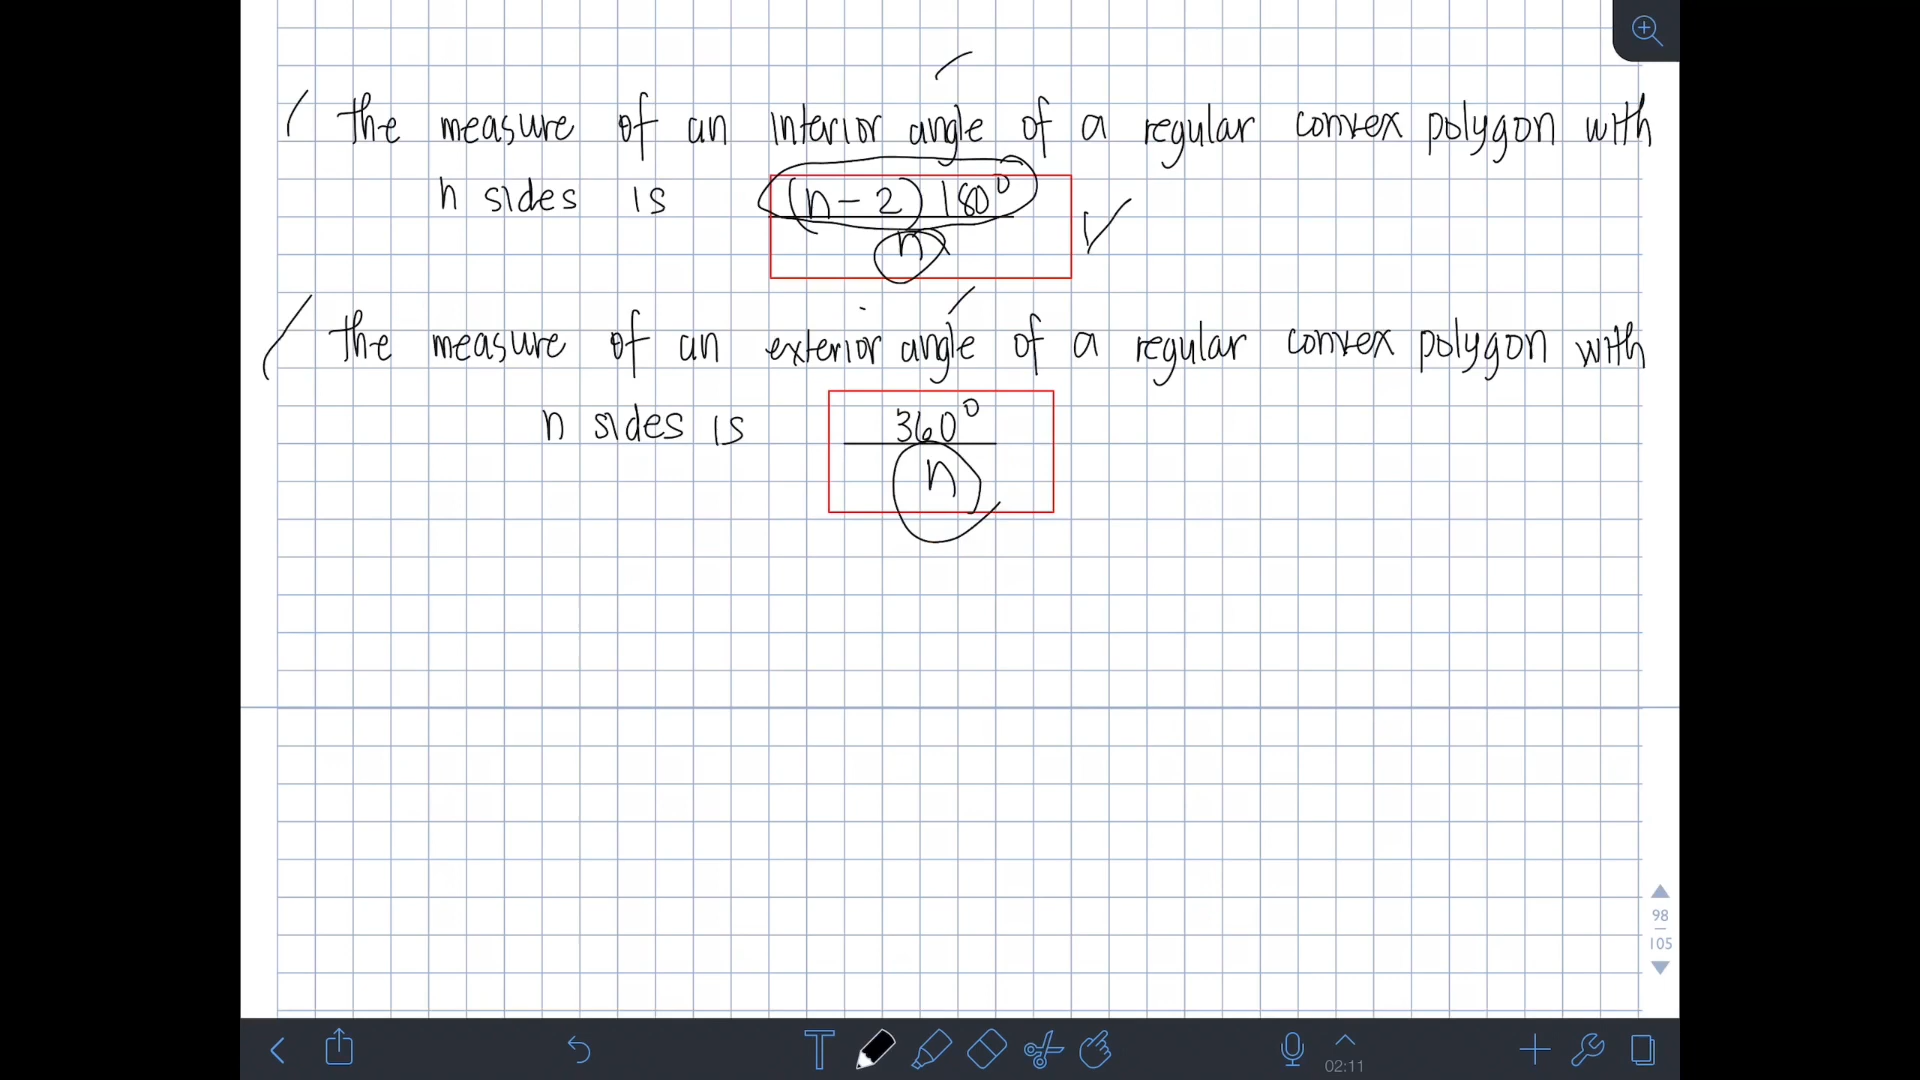 the measure of an interior angle of a regular convex polygon with
n sides is (n-2) 180°
n
the measure of an exterior angle of a regular convex polygon with
n sides is 360°
n
98
105
T
02:11